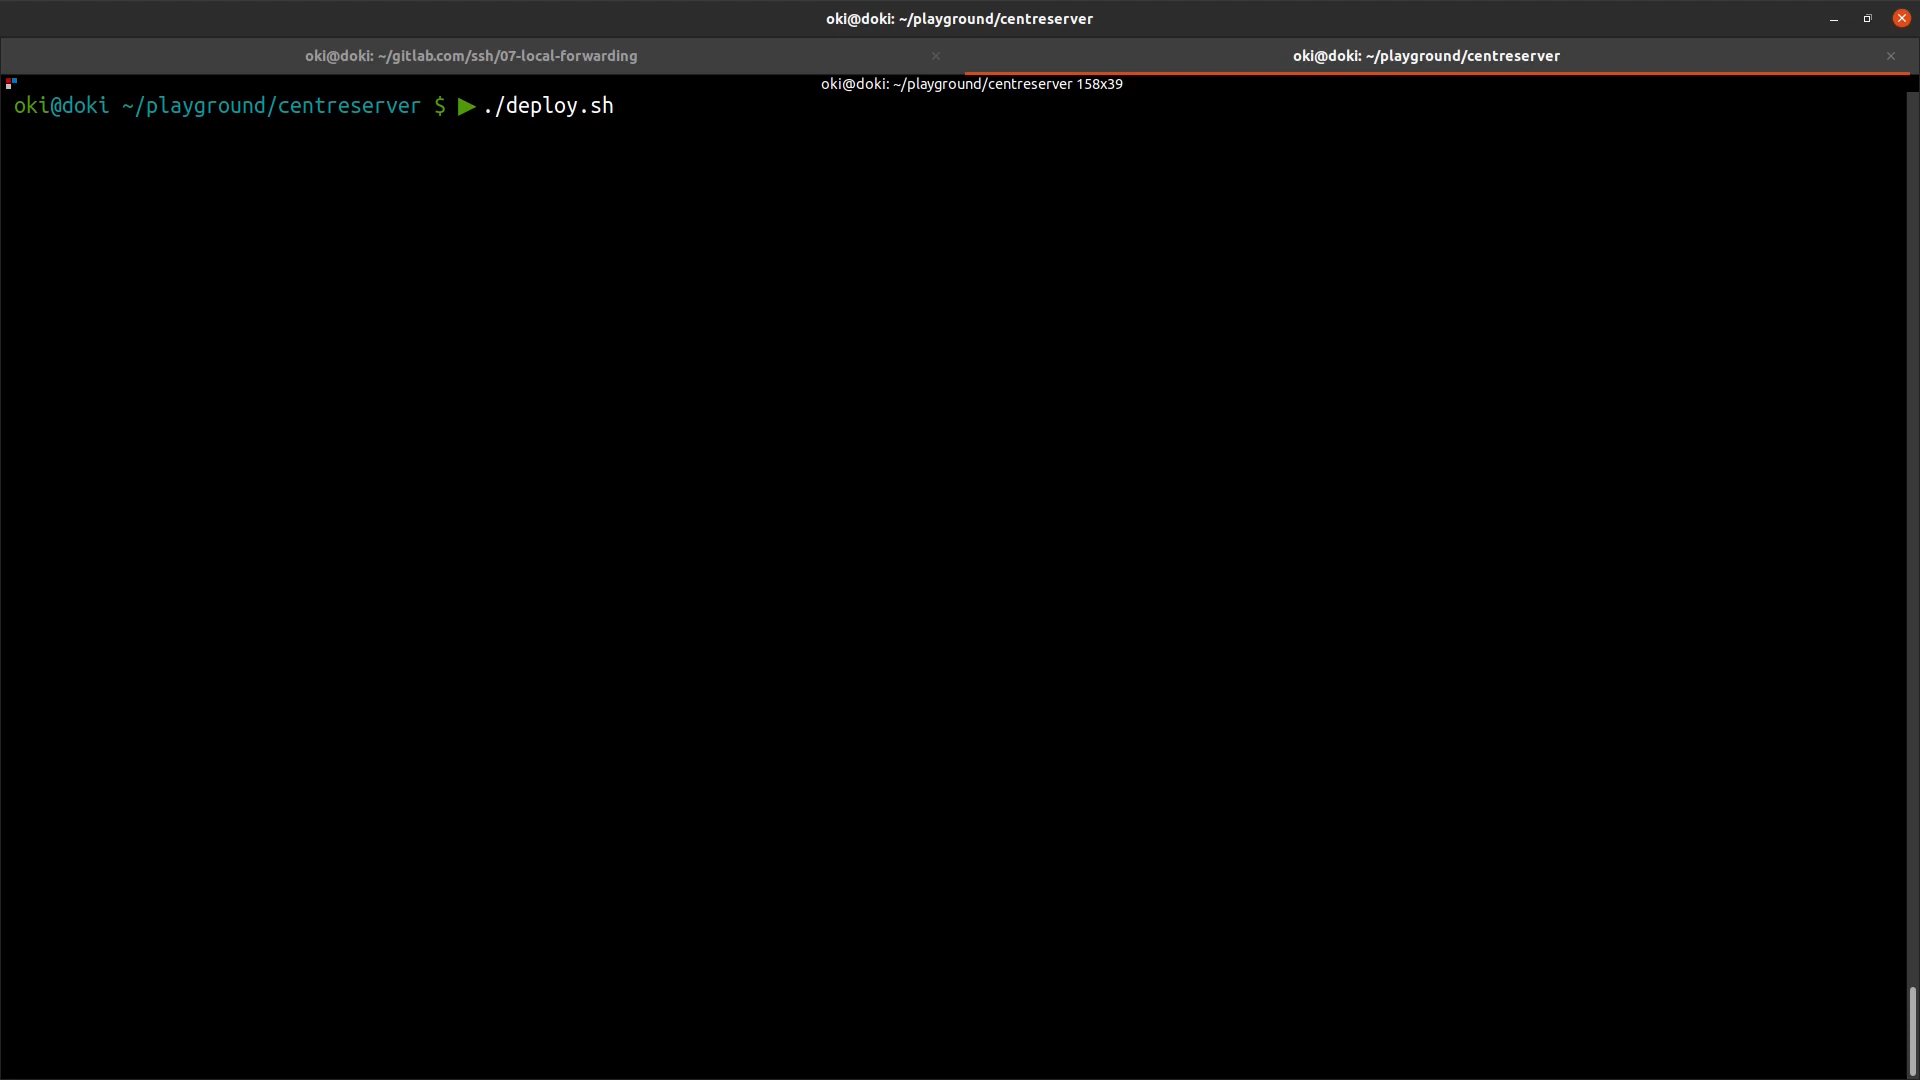 oki@doki: ~/playground/centreserver
oki@doki: ~/gitlab.com/ssh/07-local-forwarding
oki@doki: ~/playground/centreserver
oki@doki: ~/playground/centreserver 158x39
oki@doki ~/playground/centreserver $ ▶ ./deploy.sh